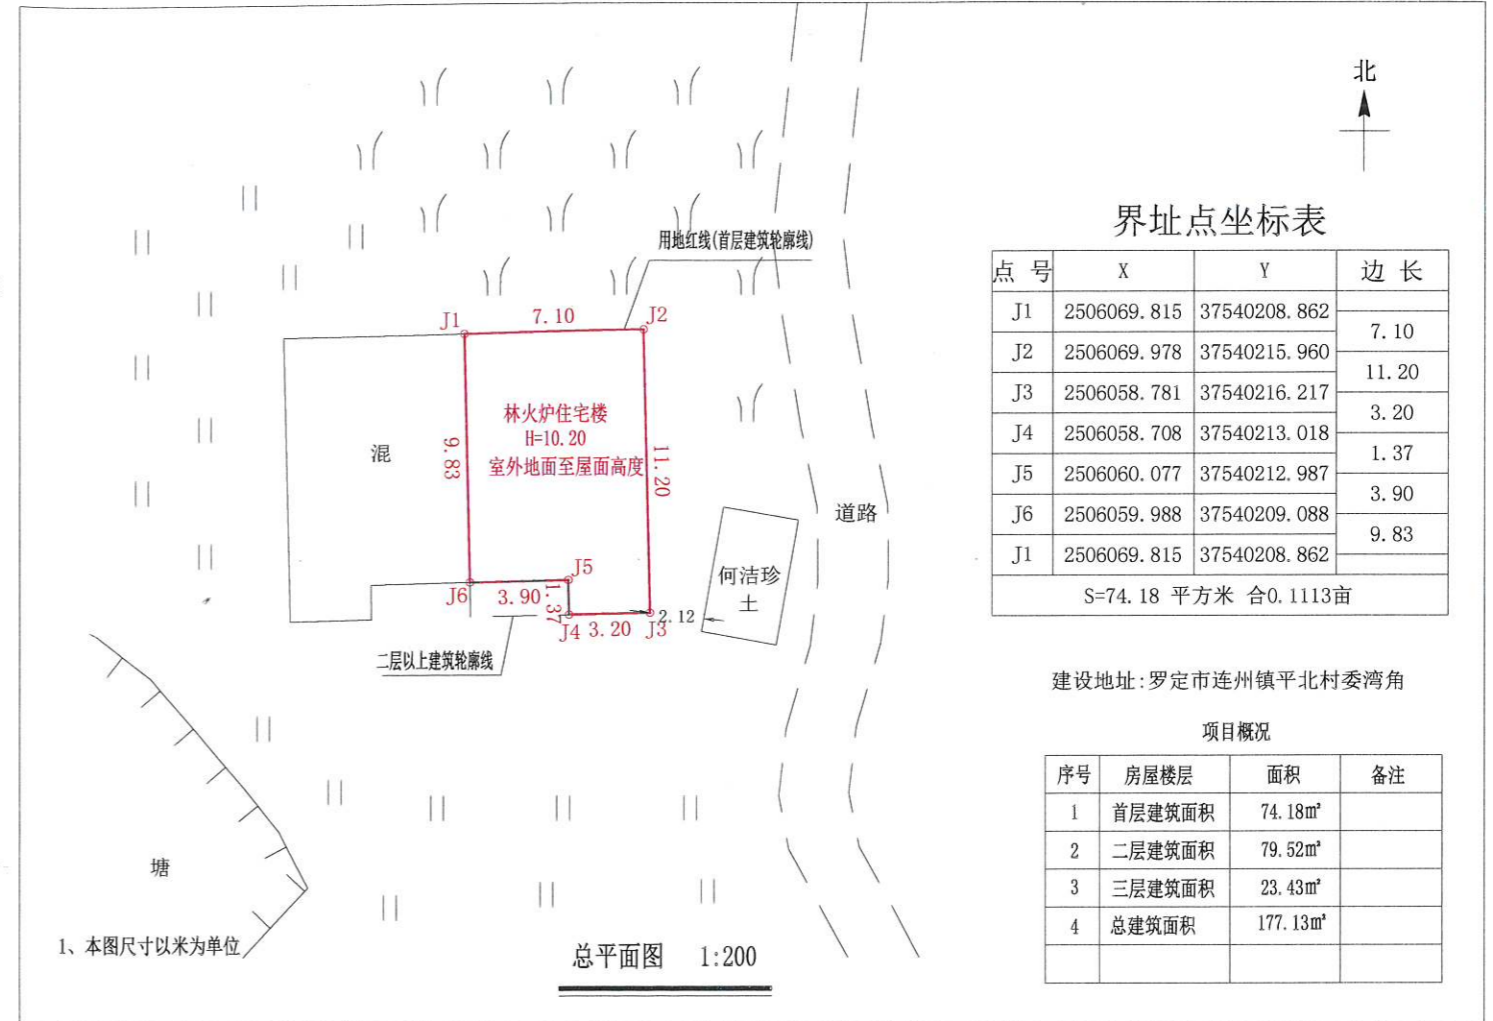 北
用地红线(首层建筑轮廓线)
J1
7.10
J2
林火炉住宅楼
H=10.20
室外地面至屋面高度
9.83
11.20
混
道路
何洁珍
土
J5
J6
3.90
1.37
J4
3.20
J3
2.12
二层以上建筑轮廓线
塘
1、本图尺寸以米为单位
总平面图 1:200
界址点坐标表
点 号 X Y 边 长
J1 2506069.815 37540208.862
7.10
J2 2506069.978 37540215.960
11.20
J3 2506058.781 37540216.217
3.20
J4 2506058.708 37540213.018
1.37
J5 2506060.077 37540212.987
3.90
J6 2506059.988 37540209.088
9.83
J1 2506069.815 37540208.862
S=74.18 平方米 合0.1113亩
建设地址:罗定市连州镇平北村委湾角
项目概况
序号 房屋楼层 面积 备注
1 首层建筑面积 74.18㎡
2 二层建筑面积 79.52㎡
3 三层建筑面积 23.43㎡
4 总建筑面积 177.13㎡